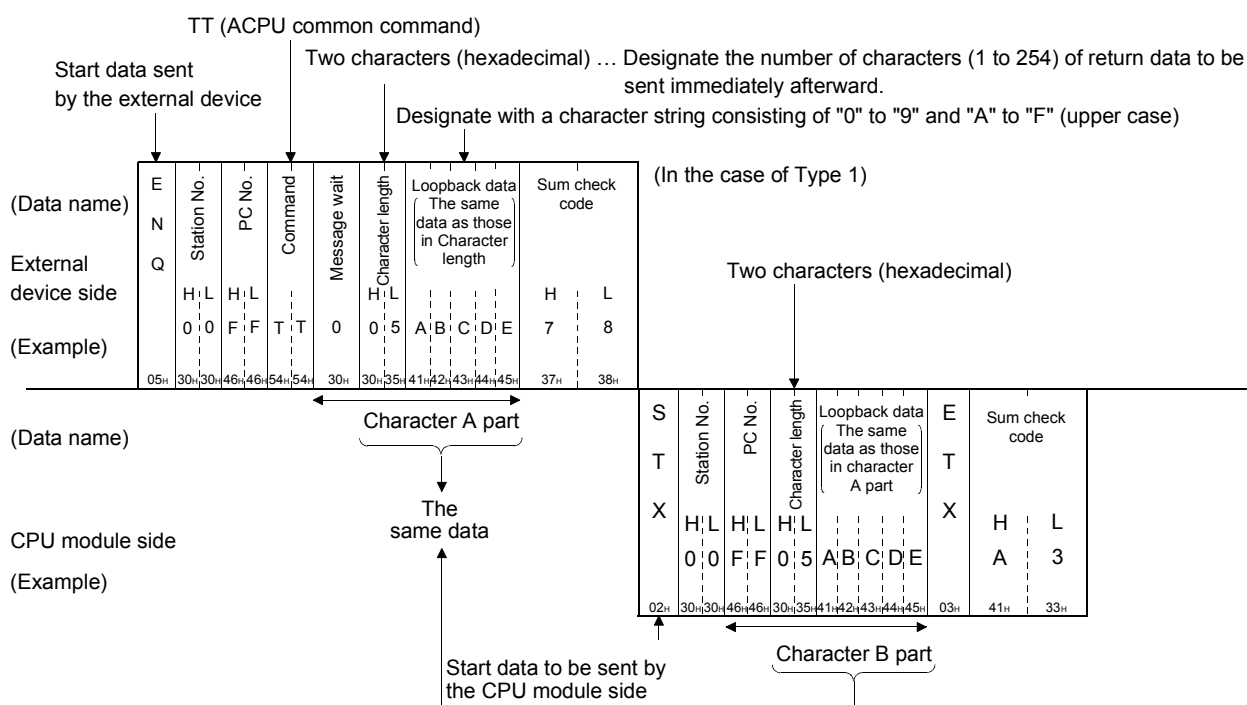 TT (ACPU common command)
Two characters (hexadecimal) … Designate the number of characters (1 to 254) of return data to be
sent immediately afterward.
Start data sent
by the external device
Designate with a character string consisting of "0" to "9" and "A" to "F" (upper case)
(In the case of Type 1)
(Data name)
External
device side
(Example)
E
N
Q
Station No.
PC No.
Command
Message wait
Character length
Loopback data
The same
data as those
in Character
length
Sum check
code
H L H L H L H L
0 0 F F T T 0 0 5 A B C D E 7 8
05H 30H 30H 46H 46H 54H 54H 30H 30H 35H 41H 42H 43H 44H 45H 37H 38H
Two characters (hexadecimal)
Character A part
The
same data
(Data name)
CPU module side
(Example)
S
T
X
Station No.
PC No.
Character length
Loopback data
The same
data as those
in character
A part
E
T
X
Sum check
code
H L H L H L H L
0 0 F F 0 5 A B C D E A 3
02H 30H 30H 46H 46H 30H 35H 41H 42H 43H 44H 45H 03H 41H 33H
Character B part
Start data to be sent by
the CPU module side